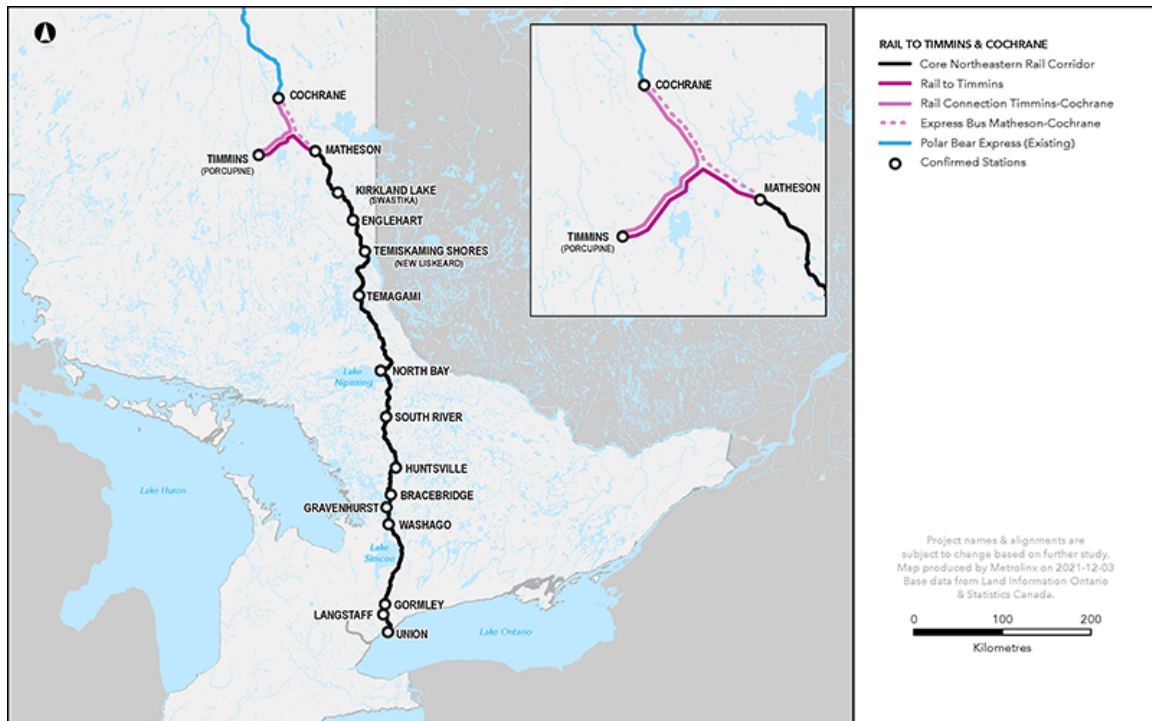 COCHRANE
TIMMINS
(PORCUPINE)
MATHESON
KIRKLAND LAKE
(SWASTIKA)
ENGLEHART
TEMISKAMING SHORES
(NEW LISKEARD)
TEMAGAMI
Lake
Nipissing
NORTH BAY
SOUTH RIVER
HUNTSVILLE
Lake Huron
BRACEBRIDGE
GRAVENHURST
WASHAGO
Lake
Simcoe
GORMLEY
LANGSTAFF
UNION
Lake Ontario
COCHRANE
MATHESON
TIMMINS
(PORCUPINE)
RAIL TO TIMMINS & COCHRANE
Core Northeastern Rail Corridor
Rail to Timmins
Rail Connection Timmins-Cochrane
Express Bus Matheson-Cochrane
Polar Bear Express (Existing)
Confirmed Stations
Project names & alignments are
subject to change based on further study.
Map produced by Metrolinx on 2021-12-03
Base data from Land Information Ontario
& Statistics Canada.
0 100 200
Kilometres